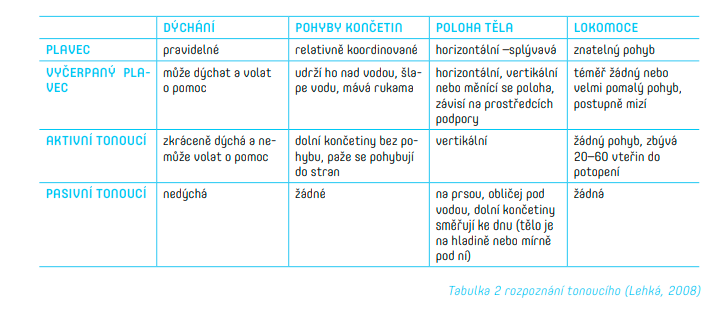 DÝCHÁNÍ POHYBY KONČETIN POLOHA TĚLA LOKOMOCE
PLAVEC pravidelné relativně koordinované horizontální –splývavá znatelný pohyb
VYČERPANÝ PLA- může dýchat a volat udrží ho nad vodou, šla- horizontální, vertikální téměř žádný nebo
VEC o pomoc pe vodu, mává rukama nebo měnící se poloha, velmi pomalý pohyb,
závisí na prostředcích postupně mizí
podpory
AKTIVNÍ TONOUCÍ zkráceně dýchá a ne- dolní končetiny bez po- vertikální žádný pohyb, zbývá
může volat o pomoc hybu, paže se pohybují 20–60 vteřin do
do stran potopení
PASIVNÍ TONOUCÍ nedýchá žádné na prsou, obličej pod žádná
vodou, dolní končetiny
směřují ke dnu (tělo je
na hladině nebo mírně
pod ní)
Tabulka 2 rozpoznání tonoucího (Lehká, 2008)